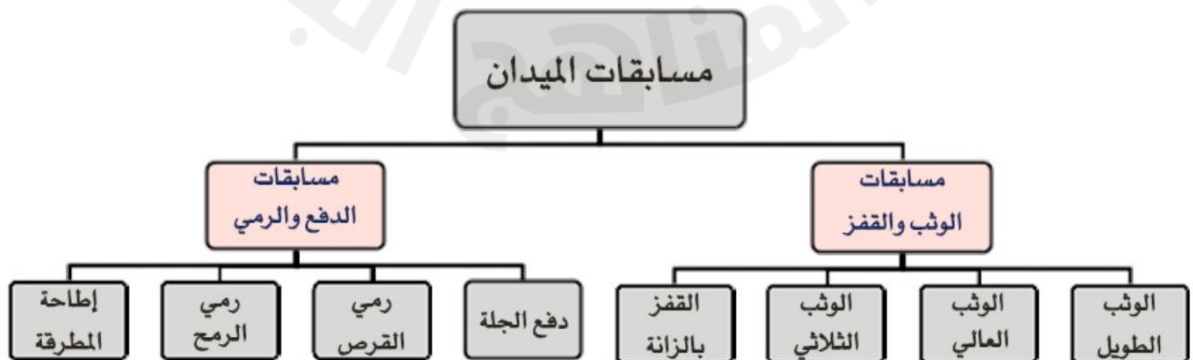 مسابقات الميدان
مسابقات
الوثب والقفز
مسابقات
الدفع والرمي
الوثب
الطويل
الوثب
العالي
الوثب
الثلاثي
القفز
بالزانة
دفع الجلة
رمي
القرص
رمي
الرمح
إطاحة
المطرقة